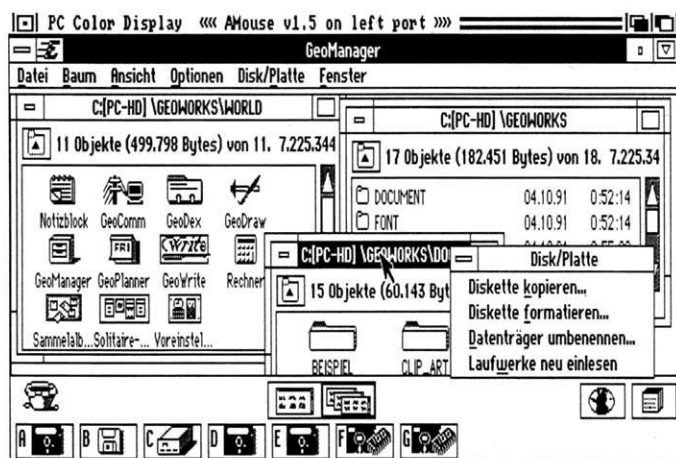 PC Color Display «« AMouse v1.5 on left port »»
GeoManager
Datei Baum Ansicht Optionen Disk/Platte Fenster
C:[PC-HD] \GEOWORKS\WORLD
11 Objekte (499.798 Bytes) von 11. 7.225.344
Notizblock GeoComm GeoDex GeoDraw
FRI Write
GeoManager GeoPlanner GeoWrite Rechner
Sammelalb... Solitaire-... Voreinstel...
C:[PC-HD] \GEOWORKS
17 Objekte (182.451 Bytes) von 18. 7.225.34
DOCUMENT 04.10.91 0:52:14
FONT 04.10.91 0:52:14
C:[PC-HD] \GEOWORKS\DO
15 Objekte (60.143 Byt
BEISPIEL CLIP_ART
Disk/Platte
Diskette kopieren...
Diskette formatieren...
Datenträger umbenennen...
Laufwerke neu einlesen
A B C D E F G